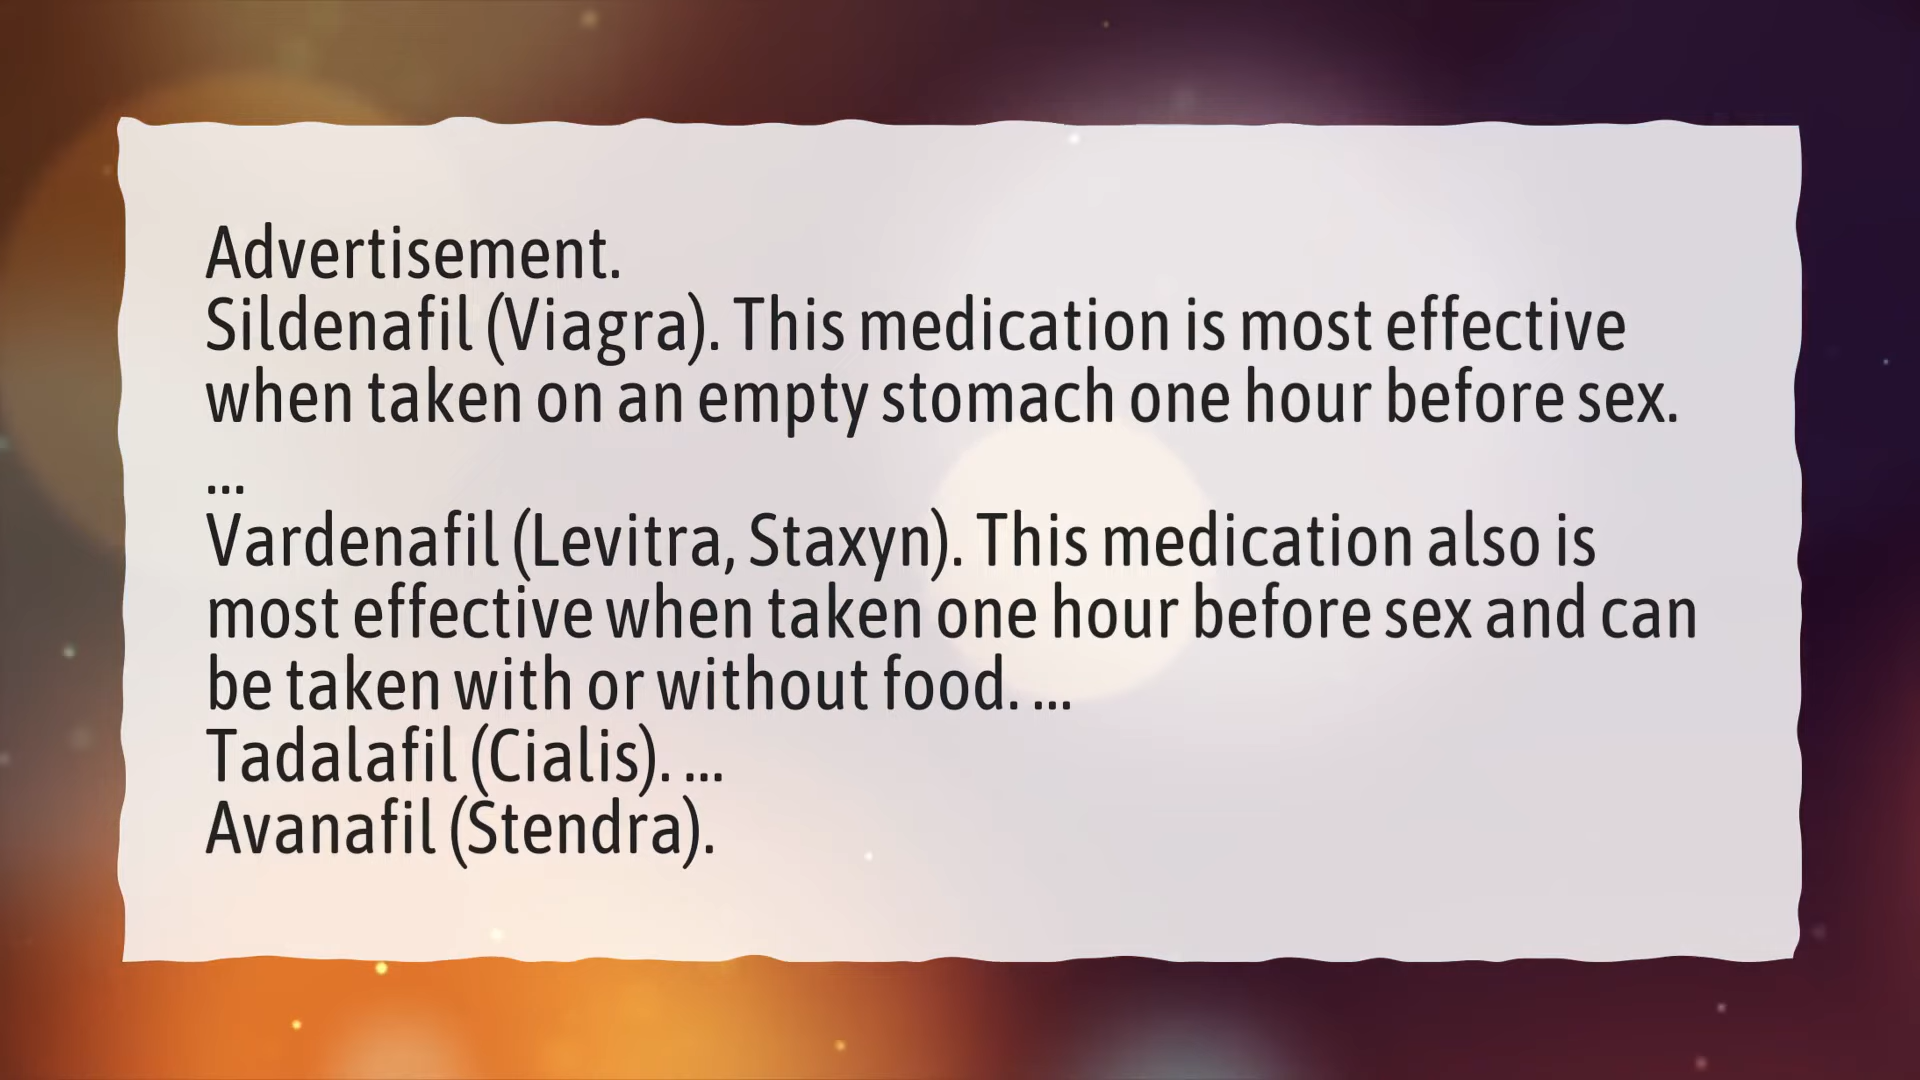 Advertisement.
Sildenafil (Viagra). This medication is most effective
when taken on an empty stomach one hour before sex.
...
Vardenafil (Levitra, Staxyn). This medication also is
most effective when taken one hour before sex and can
be taken with or without food. ...
Tadalafil (Cialis). ...
Avanafil (Stendra).